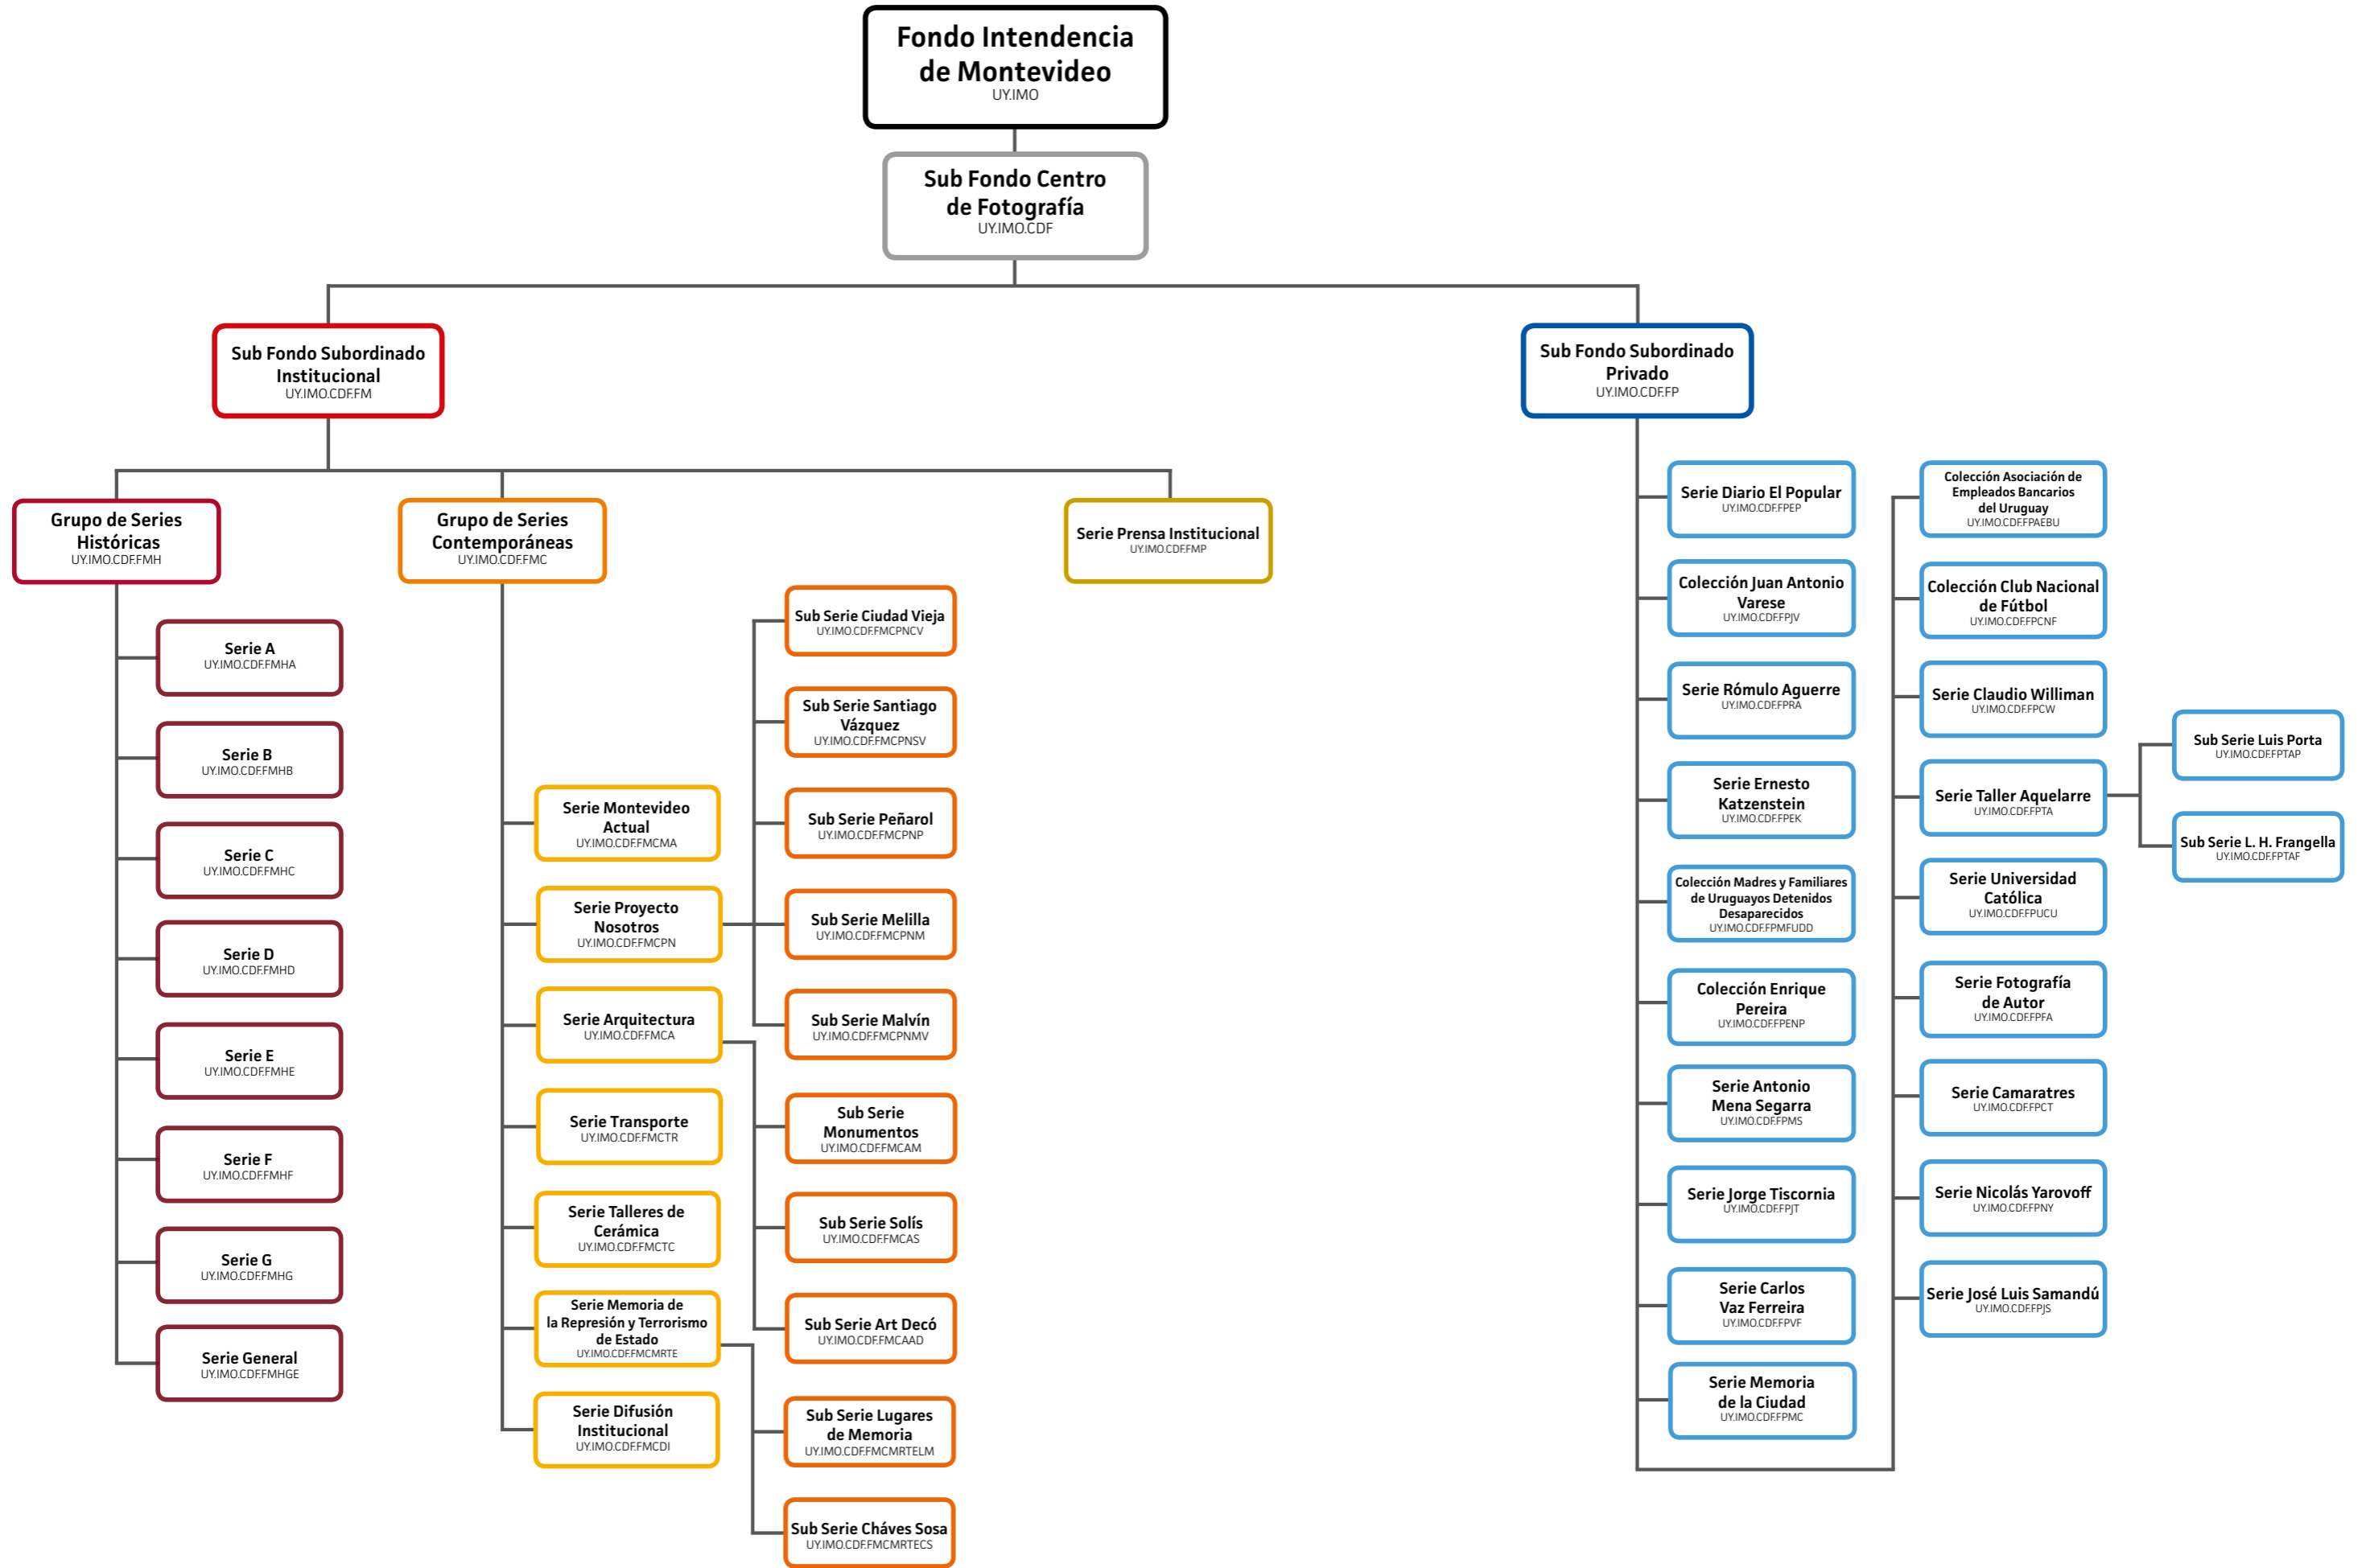 Fondo Intendencia
de Montevideo
UY.IMO
Sub Fondo Centro
de Fotografía
UY.IMO.CDF
Sub Fondo Subordinado
Institucional
UY.IMO.CDF.FM
Sub Fondo Subordinado
Privado
UY.IMO.CDF.FP
Grupo de Series
Históricas
UY.IMO.CDF.FMH
Grupo de Series
Contemporáneas
UY.IMO.CDF.FMC
Serie Prensa Institucional
UY.IMO.CDF.FMP
Serie A
UY.IMO.CDF.FMHA
Serie B
UY.IMO.CDF.FMHB
Serie C
UY.IMO.CDF.FMHC
Serie D
UY.IMO.CDF.FMHD
Serie E
UY.IMO.CDF.FMHE
Serie F
UY.IMO.CDF.FMHF
Serie G
UY.IMO.CDF.FMHG
Serie General
UY.IMO.CDF.FMHGE
Serie Montevideo
Actual
UY.IMO.CDF.FMCMA
Serie Proyecto
Nosotros
UY.IMO.CDF.FMCPN
Serie Arquitectura
UY.IMO.CDF.FMCA
Serie Transporte
UY.IMO.CDF.FMCTR
Serie Talleres de
Cerámica
UY.IMO.CDF.FMCTC
Serie Memoria de
la Represión y Terrorismo
de Estado
UY.IMO.CDF.FMCMRTE
Serie Difusión
Institucional
UY.IMO.CDF.FMCDI
Sub Serie Ciudad Vieja
UY.IMO.CDF.FMCPNCV
Sub Serie Santiago
Vázquez
UY.IMO.CDF.FMCPNSV
Sub Serie Peñarol
UY.IMO.CDF.FMCPNP
Sub Serie Melilla
UY.IMO.CDF.FMCPNM
Sub Serie Malvín
UY.IMO.CDF.FMCPNMV
Sub Serie
Monumentos
UY.IMO.CDF.FMCAM
Sub Serie Solís
UY.IMO.CDF.FMCAS
Sub Serie Art Decó
UY.IMO.CDF.FMCAAD
Sub Serie Lugares
de Memoria
UY.IMO.CDF.FMCMRTELM
Sub Serie Cháves Sosa
UY.IMO.CDF.FMCMRTECS
Serie Diario El Popular
UY.IMO.CDF.FPEP
Colección Juan Antonio
Varese
UY.IMO.CDF.FPJV
Serie Rómulo Aguerre
UY.IMO.CDF.FPRA
Serie Ernesto
Katzenstein
UY.IMO.CDF.FPEK
Colección Madres y Familiares
de Uruguayos Detenidos
Desaparecidos
UY.IMO.CDF.FPMFUDD
Colección Enrique
Pereira
UY.IMO.CDF.FPENP
Serie Antonio
Mena Segarra
UY.IMO.CDF.FPMS
Serie Jorge Tiscornia
UY.IMO.CDF.FPJT
Serie Carlos
Vaz Ferreira
UY.IMO.CDF.FPVF
Serie Memoria
de la Ciudad
UY.IMO.CDF.FPMC
Colección Asociación de
Empleados Bancarios
del Uruguay
UY.IMO.CDF.FPAEBU
Colección Club Nacional
de Fútbol
UY.IMO.CDF.FPCNF
Serie Claudio Williman
UY.IMO.CDF.FPCW
Serie Taller Aquelarre
UY.IMO.CDF.FPTA
Serie Universidad
Católica
UY.IMO.CDF.FPUCU
Serie Fotografía
de Autor
UY.IMO.CDF.FPFA
Serie Camaratres
UY.IMO.CDF.FPCT
Serie Nicolás Yarovoff
UY.IMO.CDF.FPNY
Serie José Luis Samandú
UY.IMO.CDF.FPJS
Sub Serie Luis Porta
UY.IMO.CDF.FPTAP
Sub Serie L. H. Frangella
UY.IMO.CDF.FPTAF